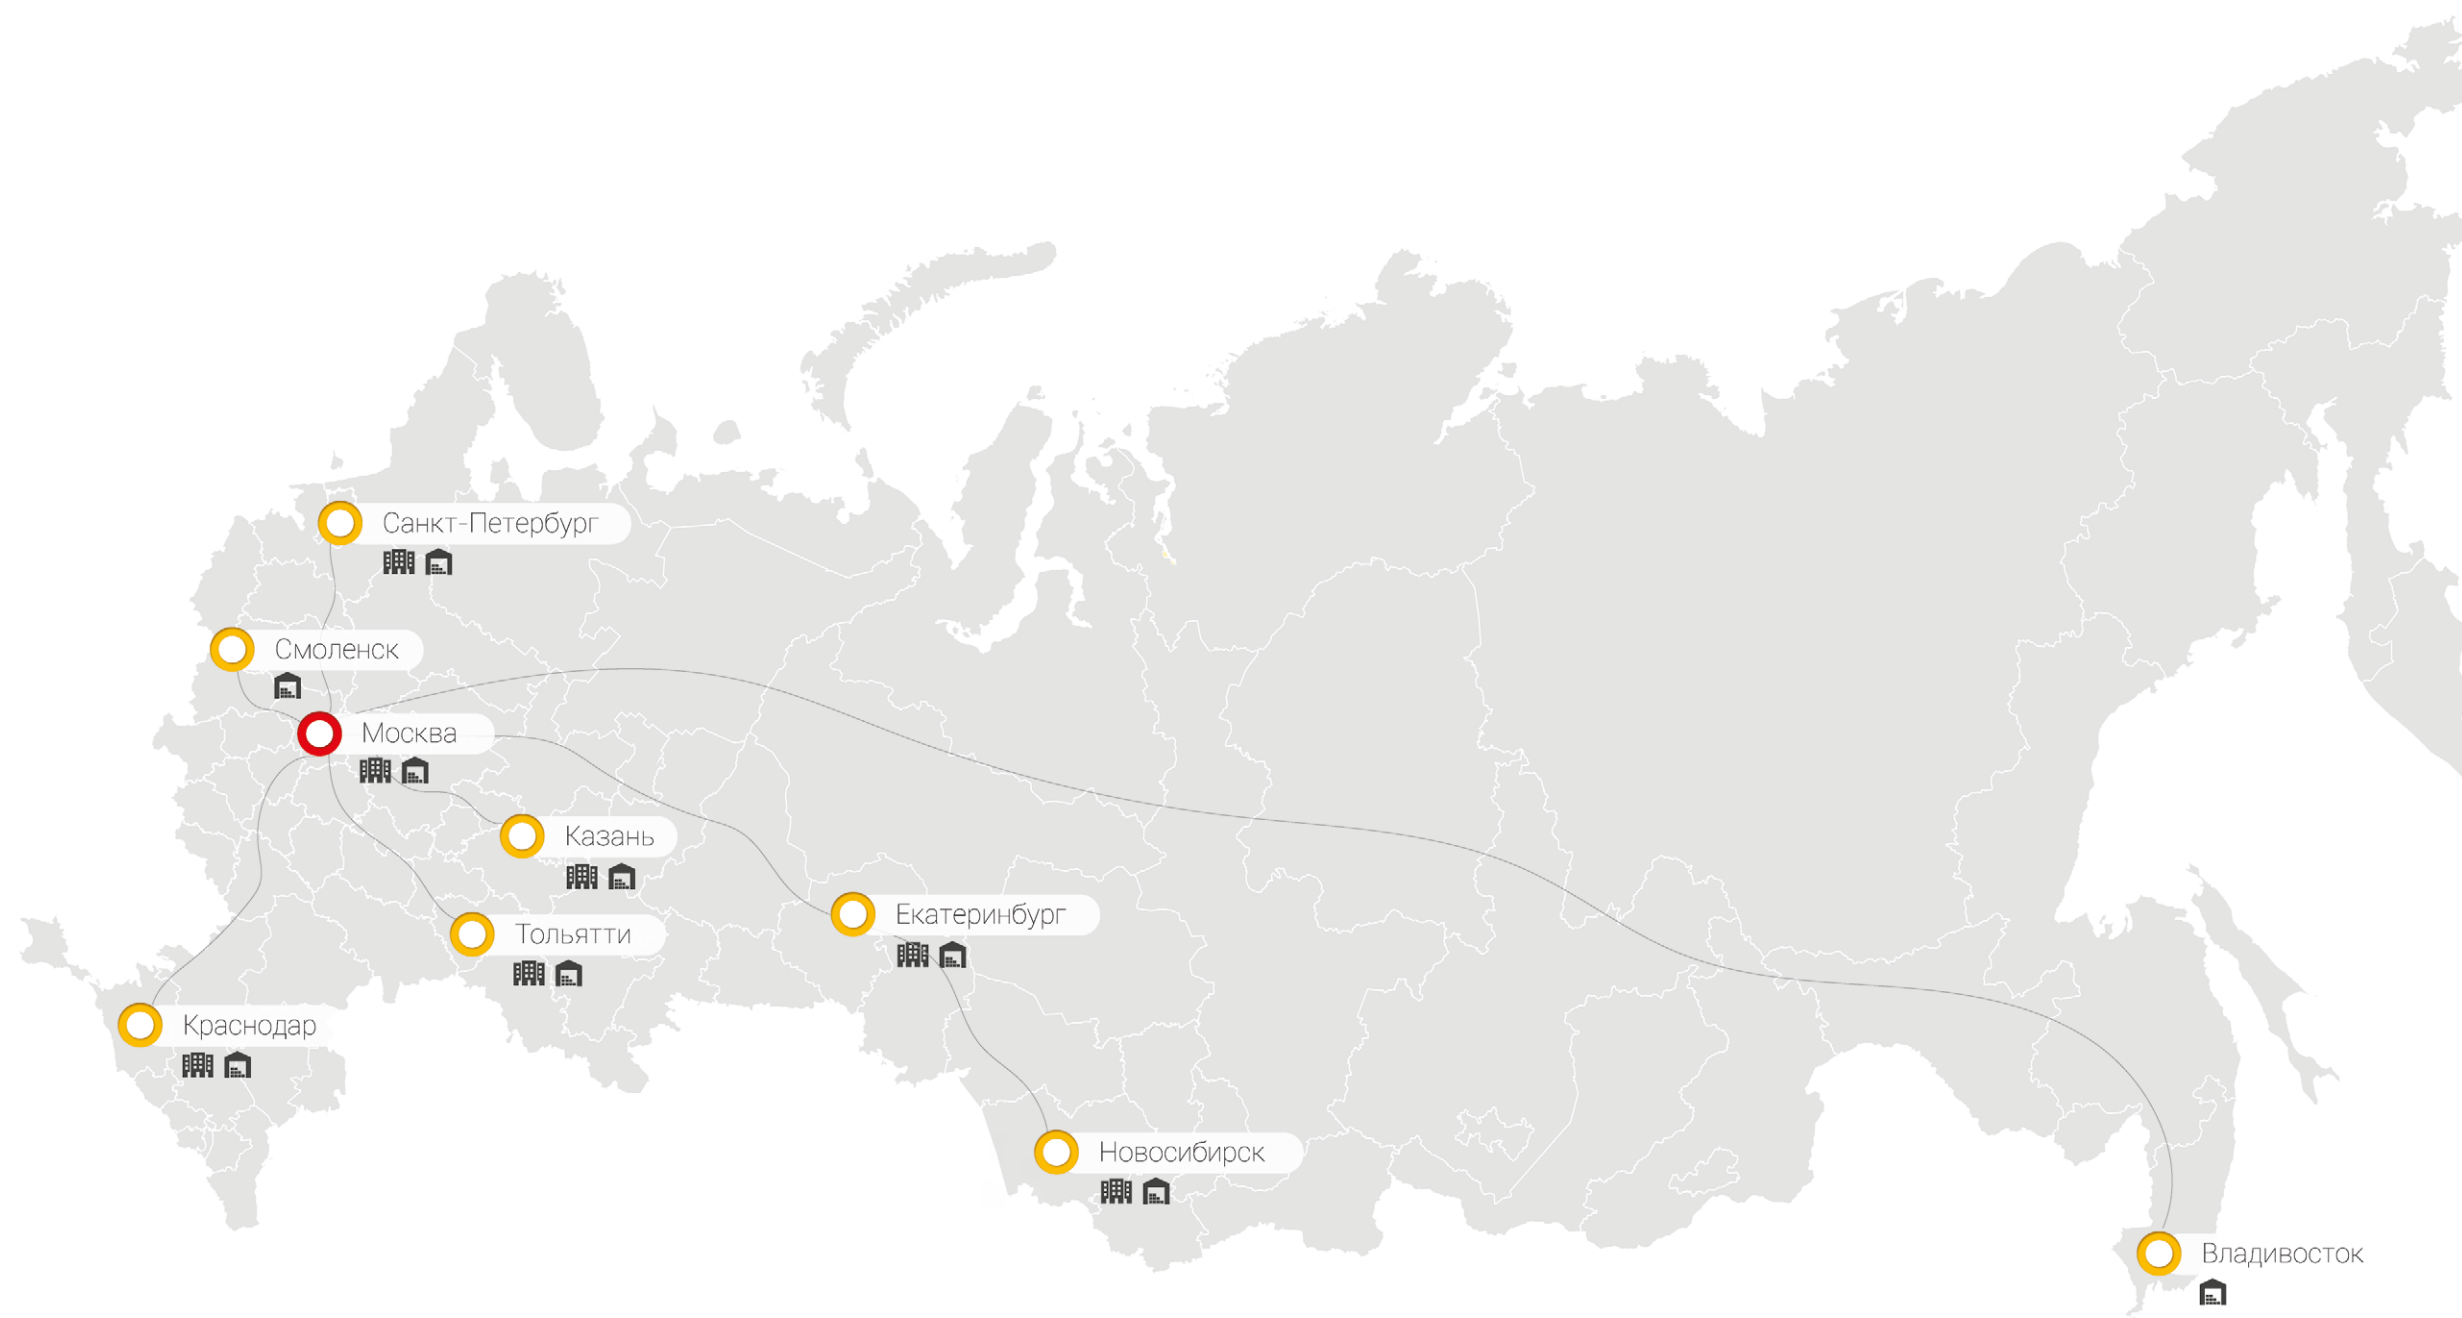 Санкт-Петербург
Смоленск
Москва
Казань
Екатеринбург
Тольятти
Краснодар
Новосибирск
Владивосток